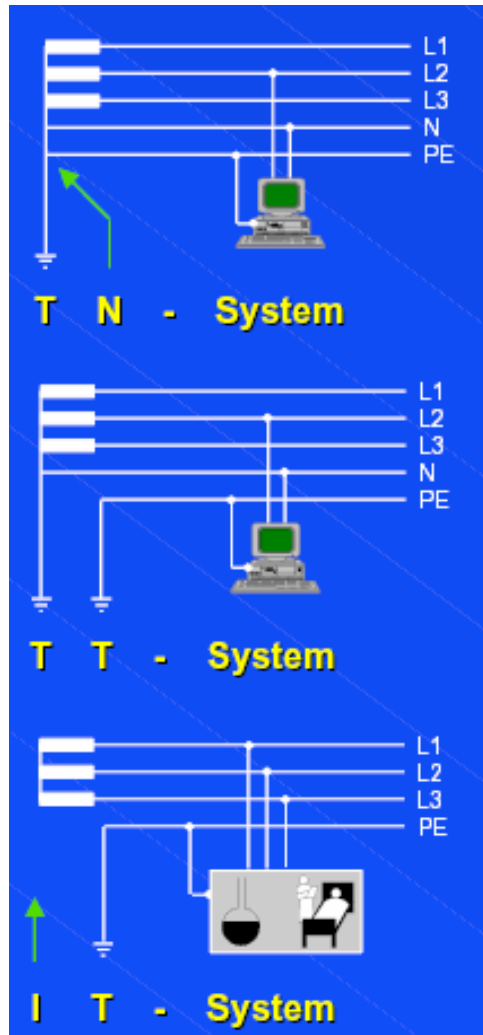 L1
L2
L3
N
PE
T N - System
L1
L2
L3
N
PE
T T - System
L1
L2
L3
PE
I T - System